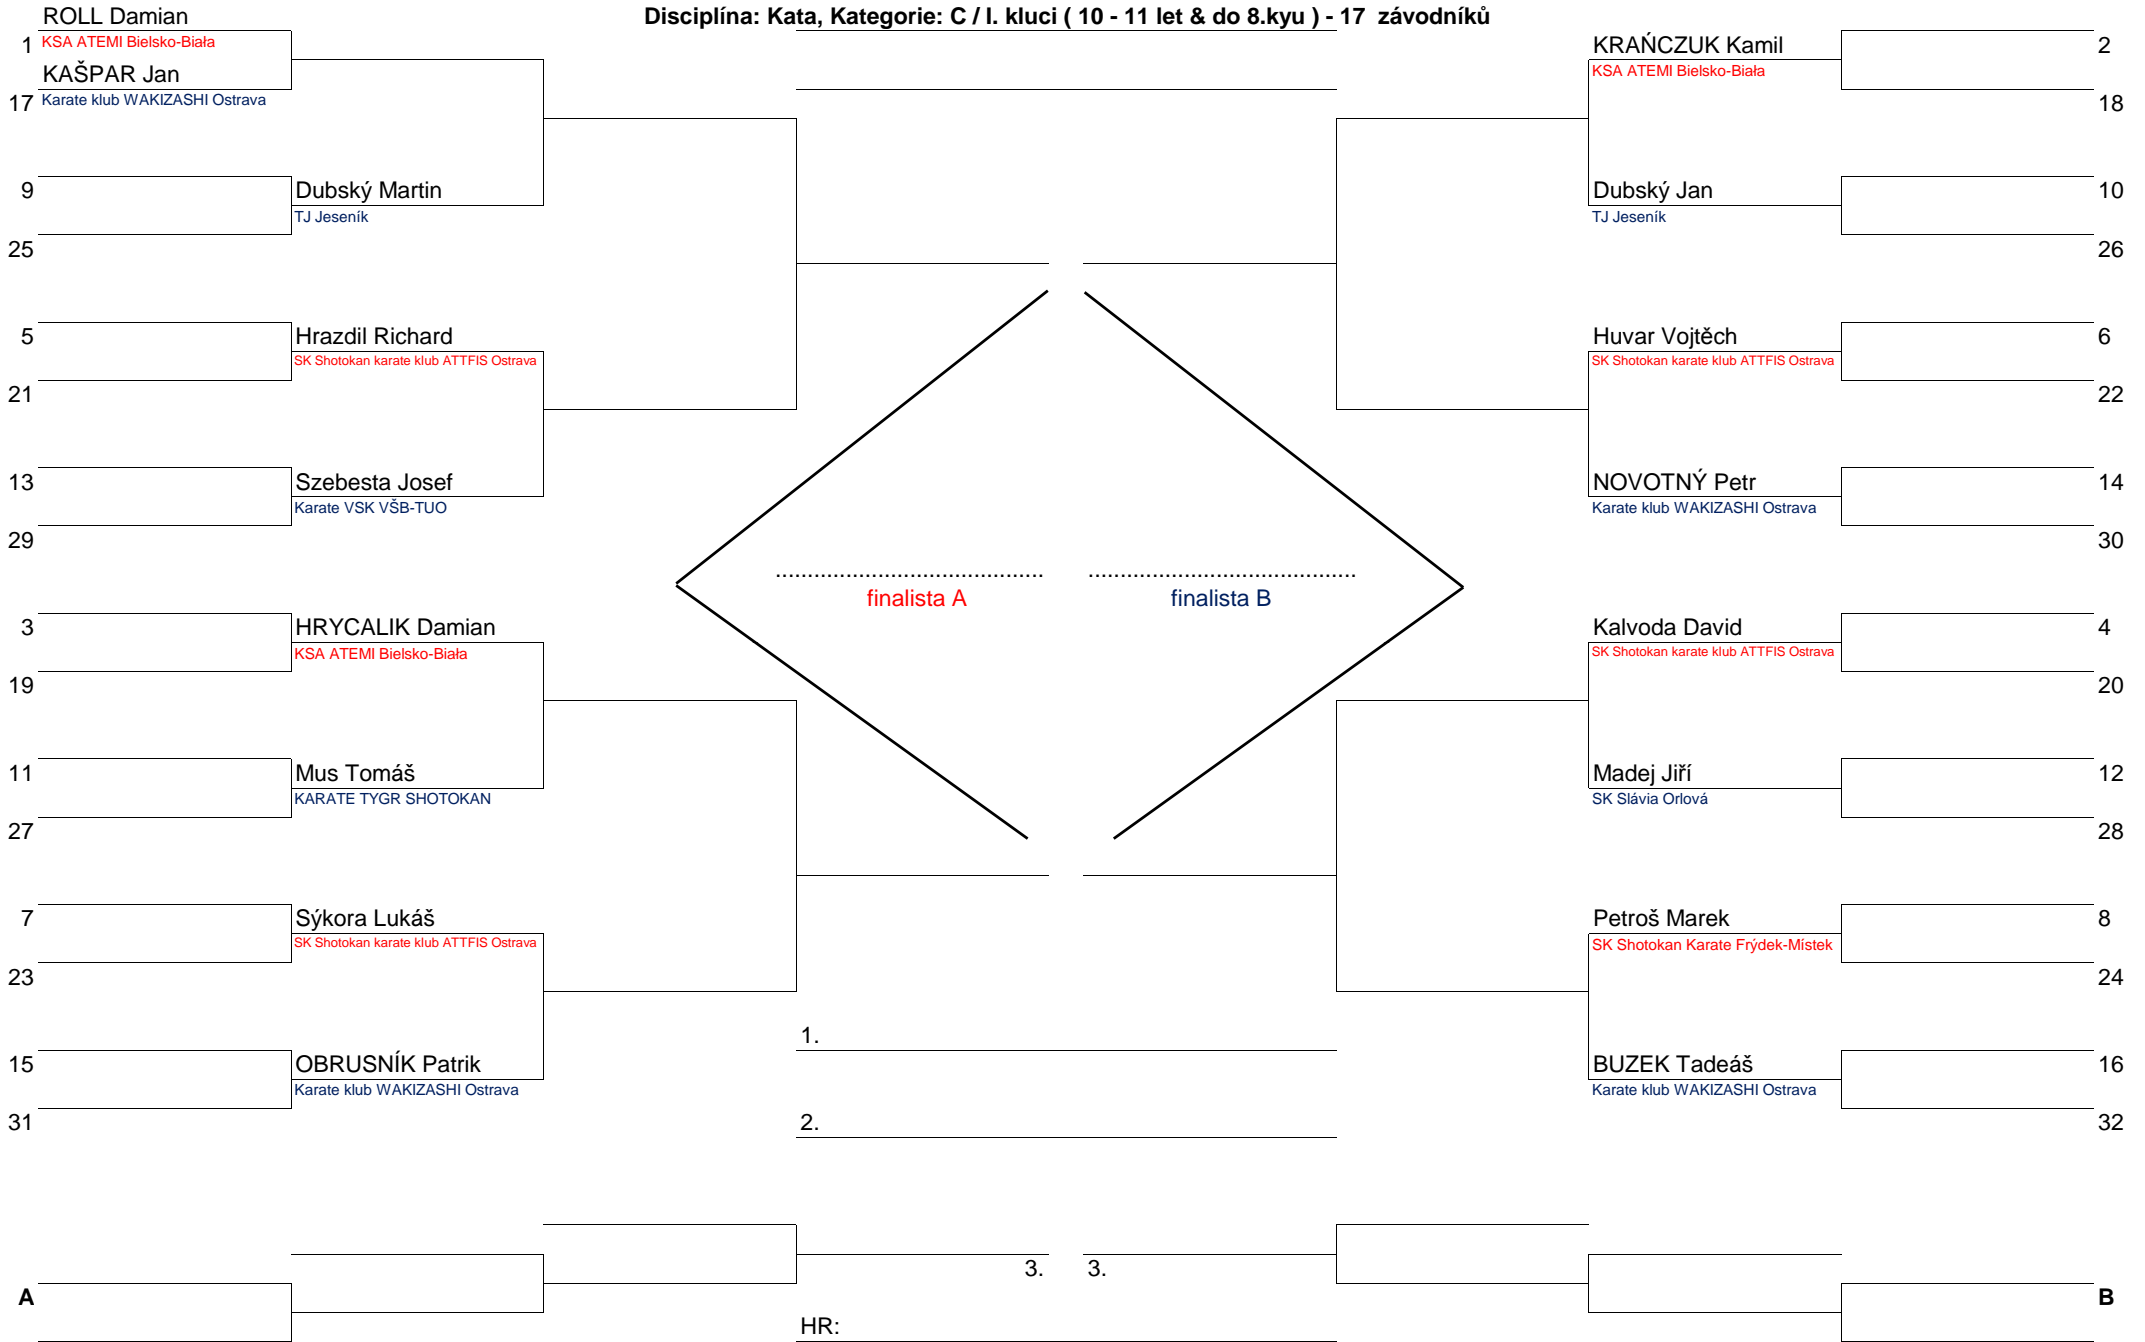 Disciplína: Kata, Kategorie: C / I. kluci ( 10 - 11 let & do 8.kyu ) - 17 závodníků
ROLL Damian
1
KSA ATEMI Bielsko-Biała
KAŠPAR Jan
17
Karate klub WAKIZASHI Ostrava
9
Dubský Martin
TJ Jeseník
25
5
Hrazdil Richard
SK Shotokan karate klub ATTFIS Ostrava
21
13
Szebesta Josef
Karate VSK VŠB-TUO
29
3
HRYCALIK Damian
KSA ATEMI Bielsko-Biała
19
11
Mus Tomáš
KARATE TYGR SHOTOKAN
27
7
Sýkora Lukáš
SK Shotokan karate klub ATTFIS Ostrava
23
15
OBRUSNÍK Patrik
Karate klub WAKIZASHI Ostrava
31
A
.......................................... ..........................................
finalista A
finalista B
1.
2.
3.
3.
HR:
KRAŃCZUK Kamil
2
KSA ATEMI Bielsko-Biała
18
Dubský Jan
10
TJ Jeseník
26
Huvar Vojtěch
6
SK Shotokan karate klub ATTFIS Ostrava
22
NOVOTNÝ Petr
14
Karate klub WAKIZASHI Ostrava
30
Kalvoda David
4
SK Shotokan karate klub ATTFIS Ostrava
20
Madej Jiří
12
SK Slávia Orlová
28
Petroš Marek
8
SK Shotokan Karate Frýdek-Místek
24
BUZEK Tadeáš
16
Karate klub WAKIZASHI Ostrava
32
B